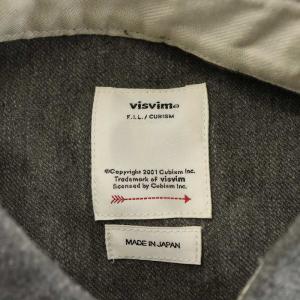 visvim®
F.I.L. / CUBISM
©Copyright 2001 Cubism Inc.
Trademark of visvim
licensed by Cubism Inc.
MADE IN JAPAN